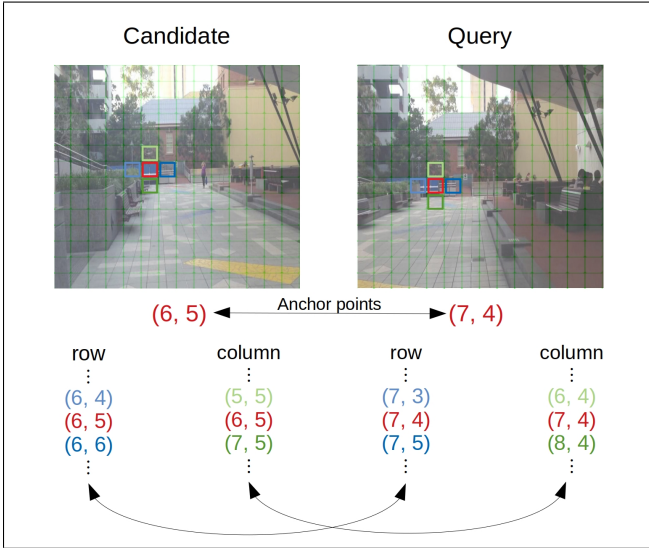 Candidate Query
(6, 5) Anchor points (7, 4)
row column row column
⋮ ⋮ ⋮ ⋮
(6, 4) (5, 5) (7, 3) (6, 4)
(6, 5) (6, 5) (7, 4) (7, 4)
(6, 6) (7, 5) (7, 5) (8, 4)
⋮ ⋮ ⋮ ⋮